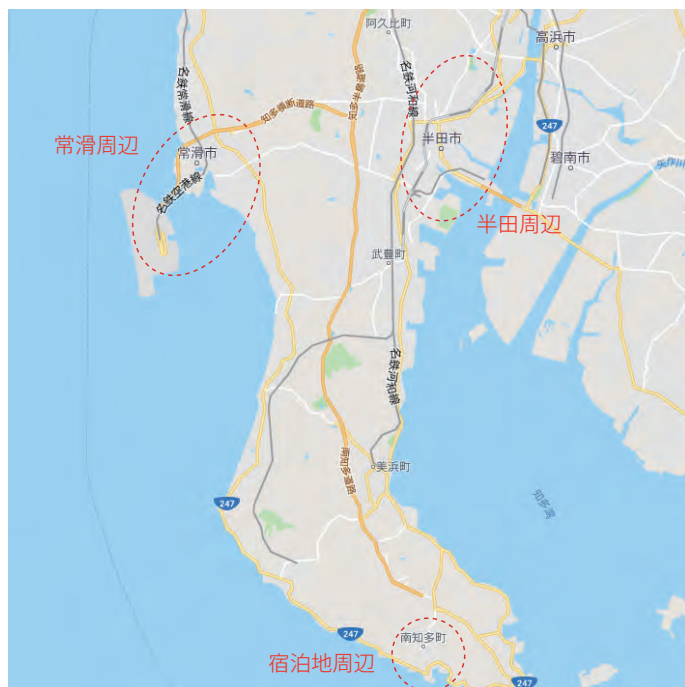 阿久比町
高浜市
名鉄常滑線
知多半島道路
名鉄河和線
知多横断道路
247
常滑周辺
常滑市
半田市
碧南市
矢作川
名鉄空港線
半田周辺
武豊町
名鉄河和線
美浜町
南知多道路
247
知多湾
247
南知多町
宿泊地周辺
247